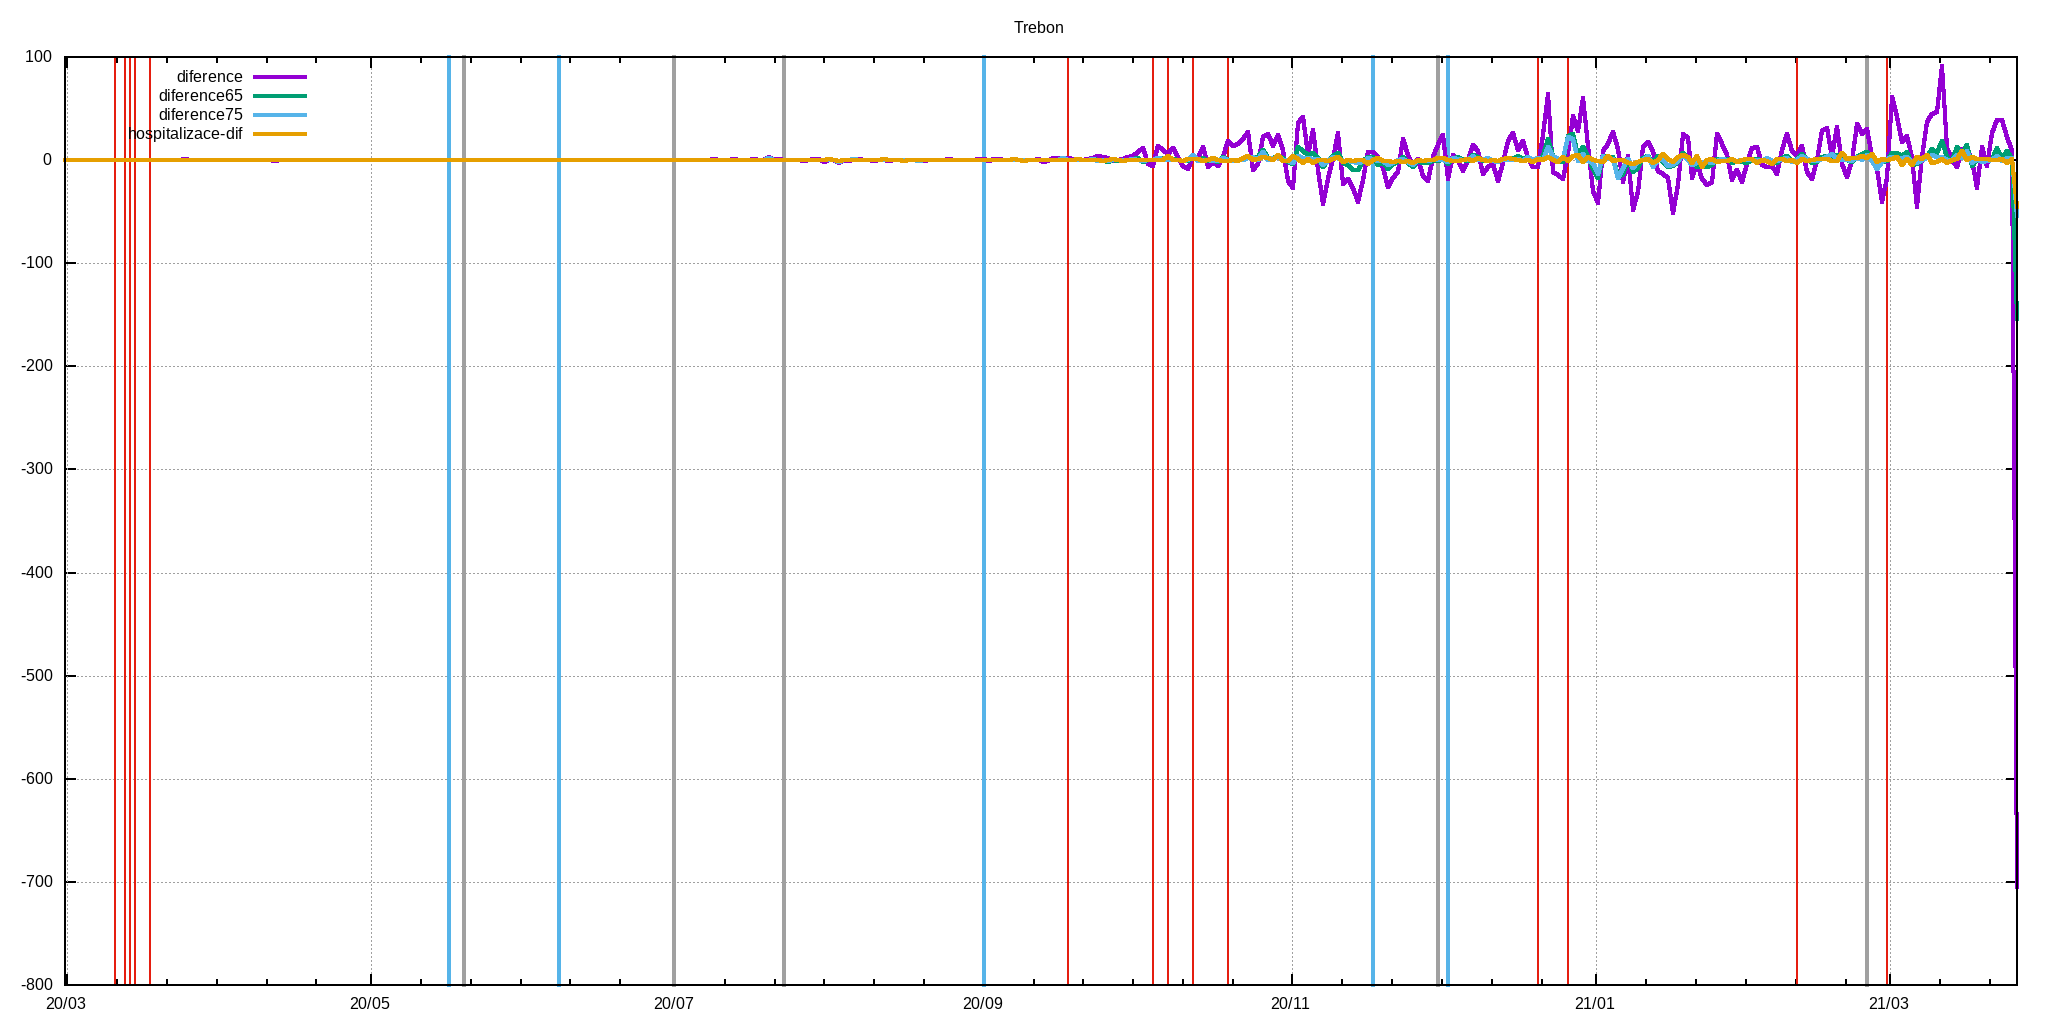 Trebon
100
diference
diference65
diference75
hospitalizace-dif
0
-100
-200
-300
-400
-500
-600
-700
-800
20/03 20/05 20/07 20/09 20/11 21/01 21/03